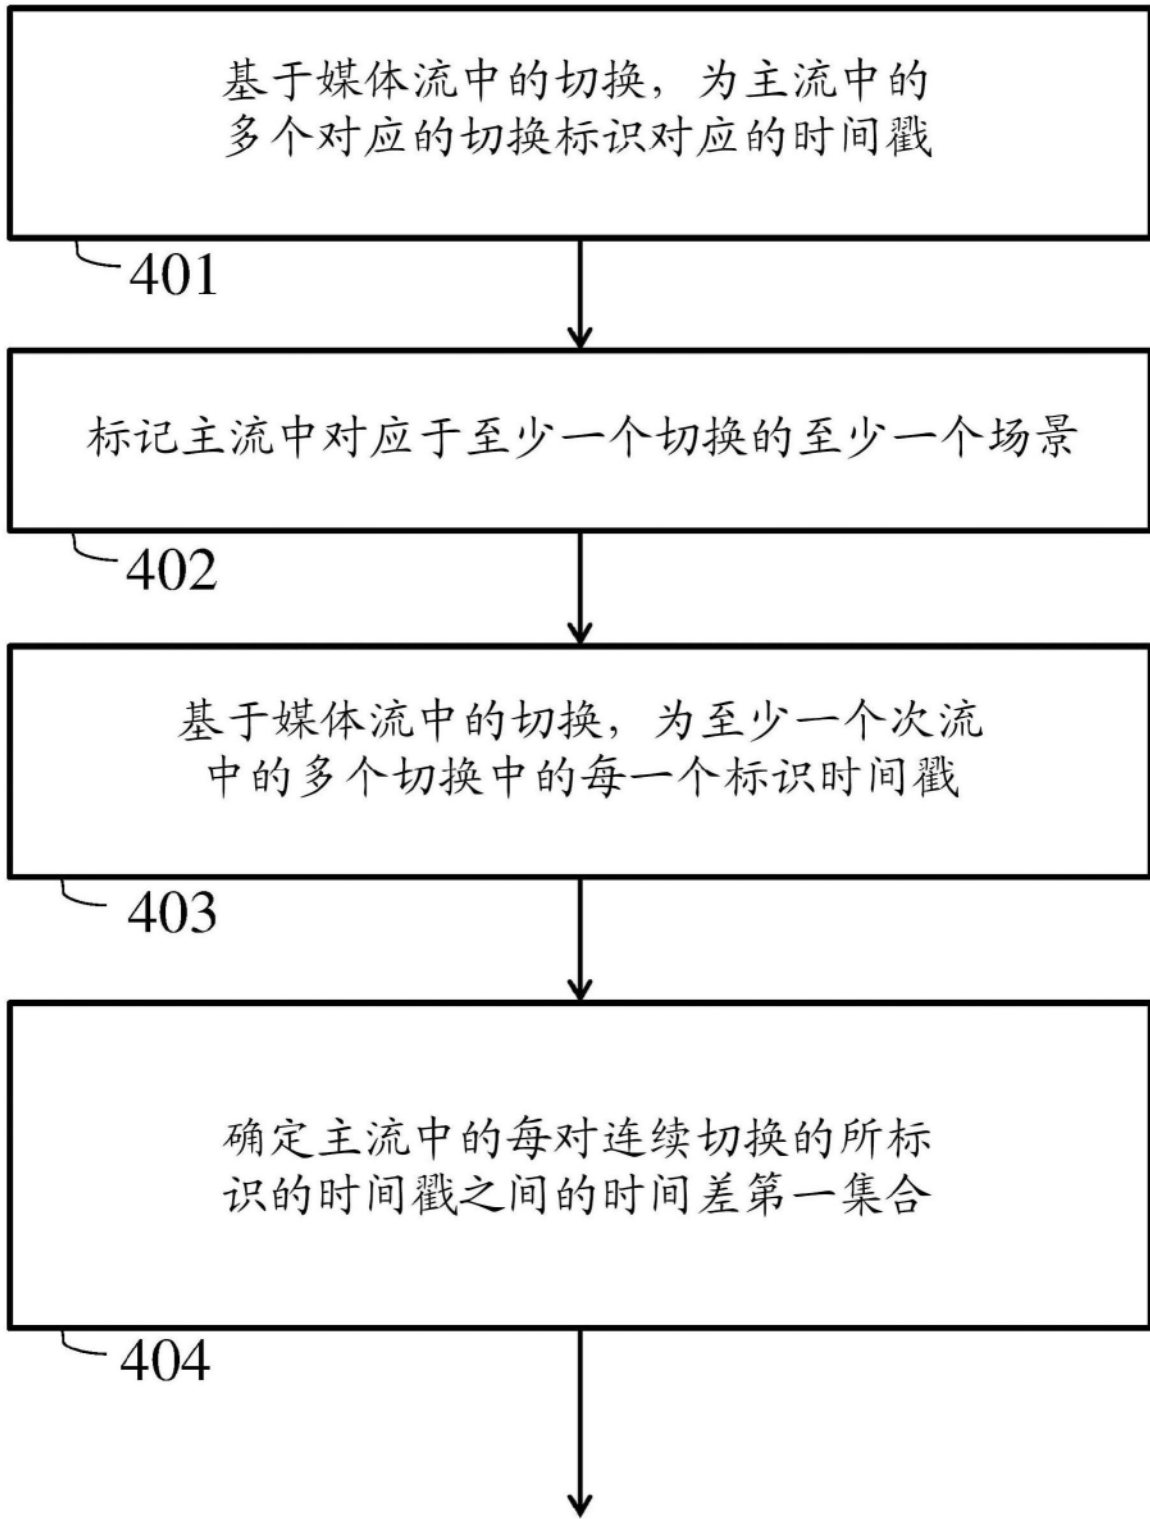 基于媒体流中的切换，为主流中的
多个对应的切换标识对应的时间戳
401
标记主流中对应于至少一个切换的至少一个场景
402
基于媒体流中的切换，为至少一个次流
中的多个切换中的每一个标识时间戳
403
确定主流中的每对连续切换的所标
识的时间戳之间的时间差第一集合
404